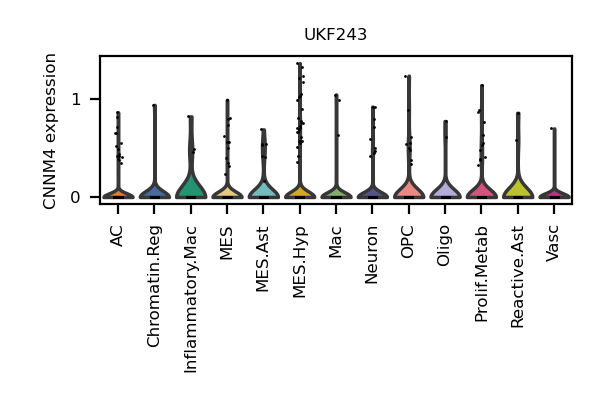 UKF243
CNNM4 expression
1
0
AC
Chromatin.Reg
Inflammatory.Mac
MES
MES.Ast
MES.Hyp
Mac
Neuron
OPC
Oligo
Prolif.Metab
Reactive.Ast
Vasc